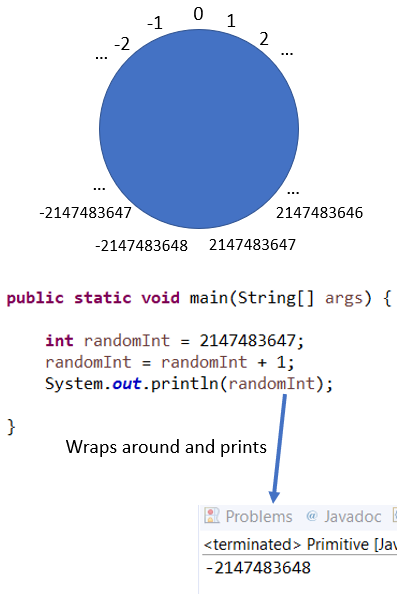 0
-1
1
-2
2
...
...
...
...
-2147483647
2147483646
-2147483648
2147483647
public static void main(String[] args) {
int randomInt = 2147483647;
randomInt = randomInt + 1;
System.out.println(randomInt);
}
Wraps around and prints
Problems @ Javadoc
<terminated> Primitive [Jav
-2147483648